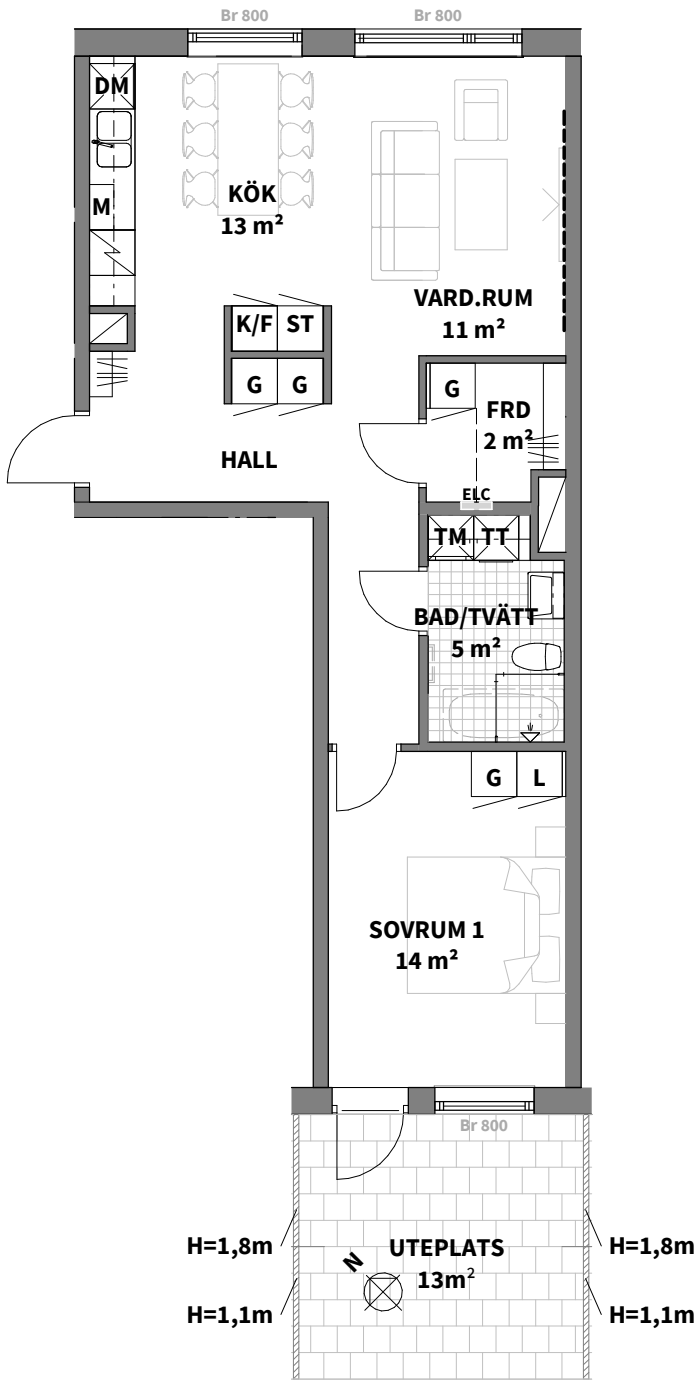 Br 800
Br 800
DM
M
KÖK
13 m²
VARD.RUM
11 m²
K/F
ST
G
G
G
FRD
2 m²
HALL
ELC
TM
TT
BAD/TVÄTT
5 m²
G
L
SOVRUM 1
14 m²
Br 800
UTEPLATS
13m²
N
H=1,8m
H=1,8m
H=1,1m
H=1,1m